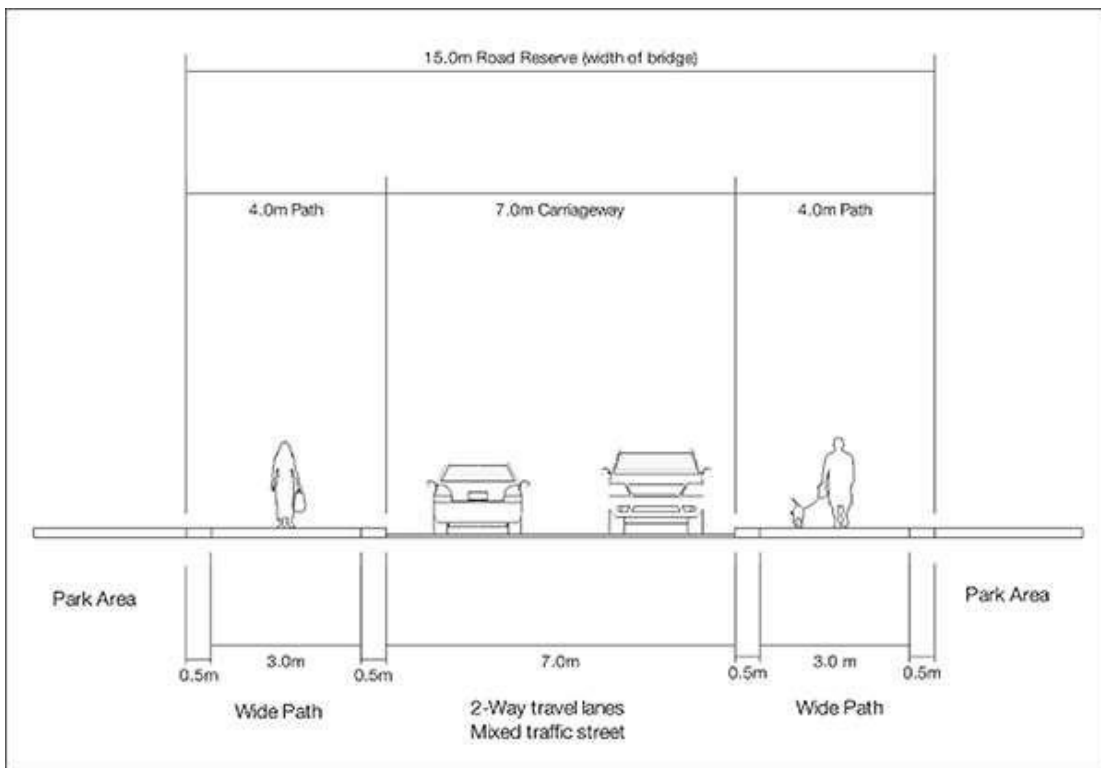 15.0m Road Reserve (width of bridge)
4.0m Path
7.0m Carriageway
4.0m Path
Park Area
Park Area
0.5m
3.0m
0.5m
7.0m
0.5m
3.0 m
0.5m
Wide Path
2-Way travel lanes
Mixed traffic street
Wide Path